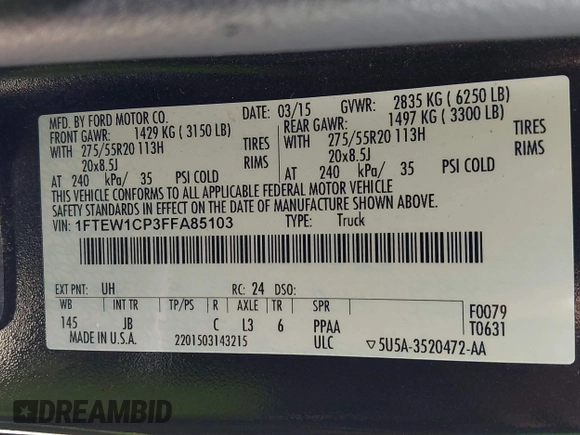 MFD. BY FORD MOTOR CO. DATE: 03/15 GVWR: 2835 KG ( 6250 LB)
FRONT GAWR: 1429 KG ( 3150 LB) REAR GAWR: 1497 KG ( 3300 LB)
WITH 275/55R20 113H TIRES WITH 275/55R20 113H TIRES
20x8.5J RIMS 20x8.5J RIMS
AT 240 kPa/ 35 PSI COLD AT 240 kPa/ 35 PSI COLD
THIS VEHICLE CONFORMS TO ALL APPLICABLE FEDERAL MOTOR VEHICLE
SAFETY STANDARDS IN EFFECT ON THE DATE OF MANUFACTURE SHOWN ABOVE.
VIN: 1FTEW1CP3FFA85103 TYPE: Truck
EXT PNT: UH RC: 24 DSO:
WB INT TR TP/PS R AXLE TR SPR F0079
145 JB C L3 6 PPAA T0631
MADE IN U.S.A. 2201503143215 ULC ▽5U5A-3520472-AA
DREAMBID